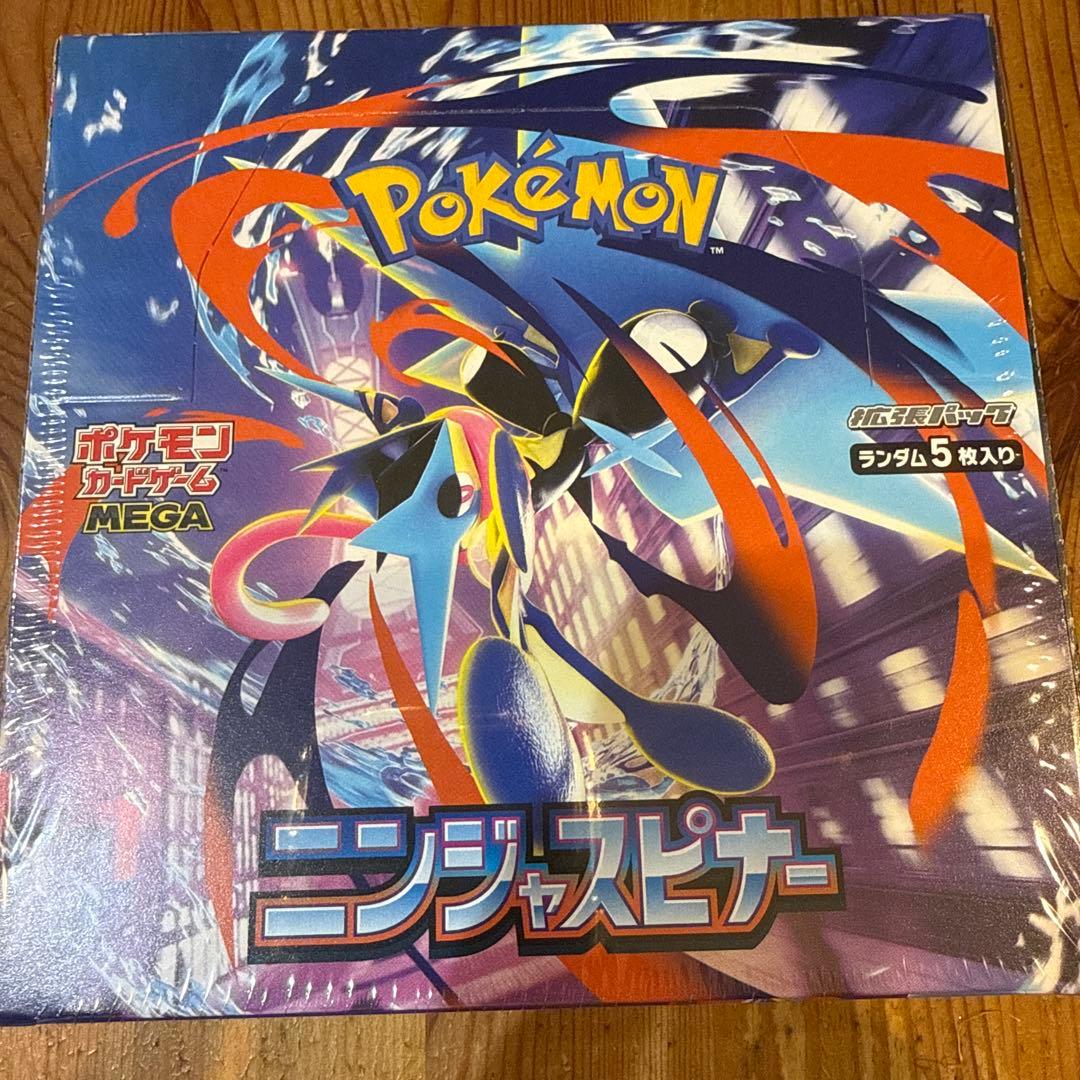 POKéMON
TM
拡張パック
ランダム5枚入り
ポケモン
カードゲーム
MEGA
ニンジャスピナー